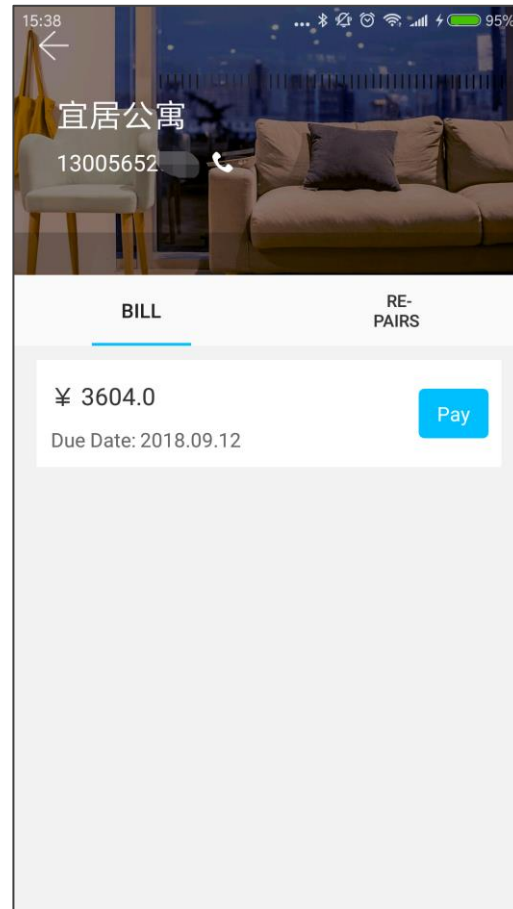 15:38
95%
宜居公寓
13005652
BILL
RE-
PAIRS
¥ 3604.0
Pay
Due Date: 2018.09.12